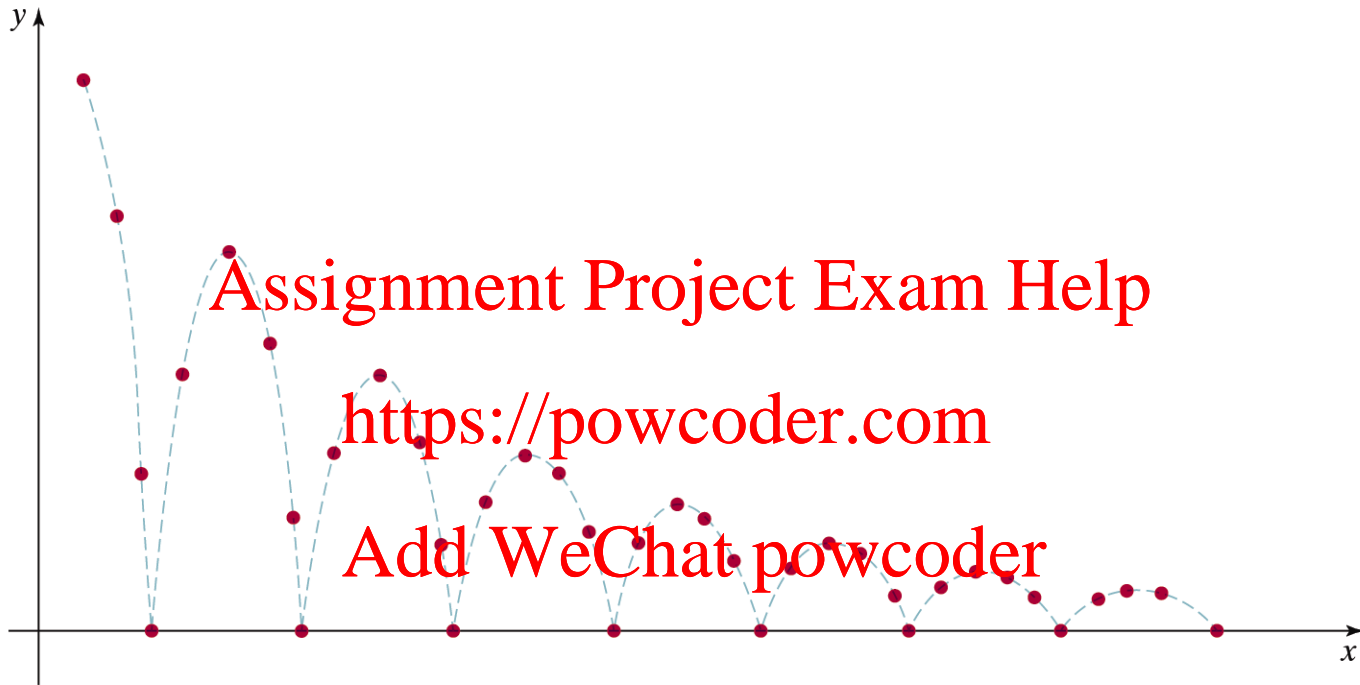 y
Assignment Project Exam Help
https://powcoder.com
Add WeChat powcoder
x